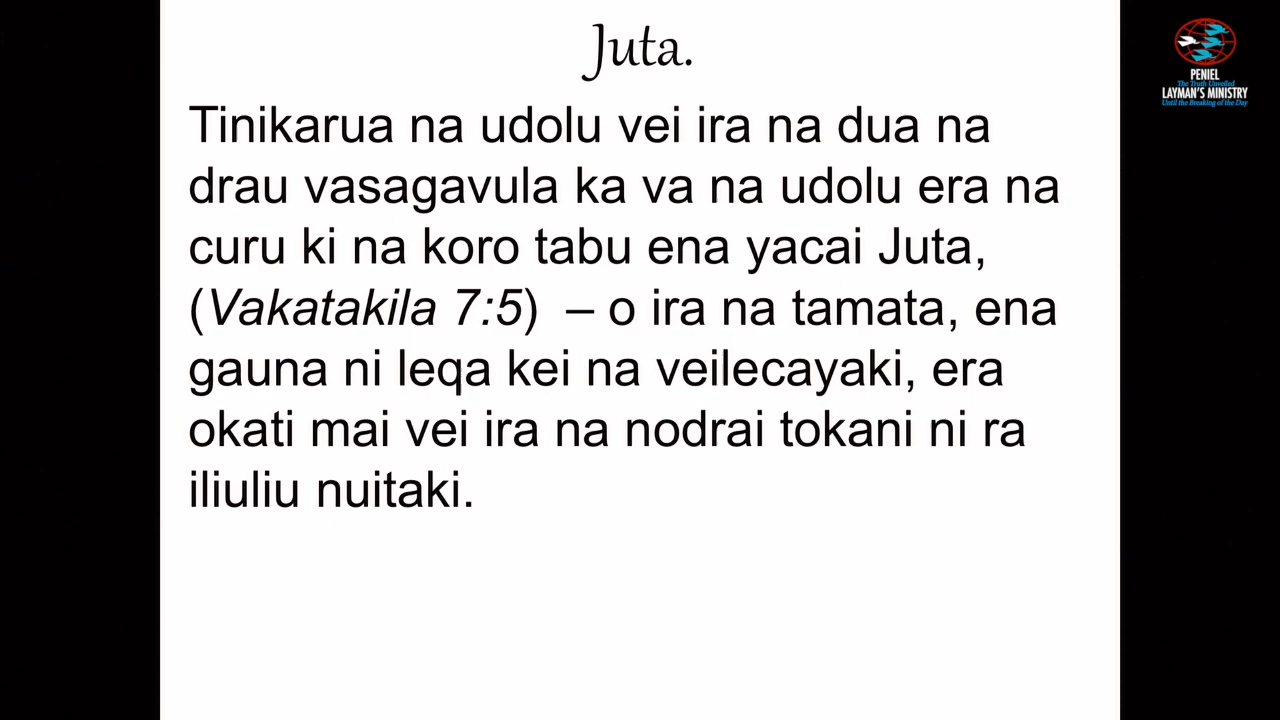 Juta.
Tinikarua na udolu vei ira na dua na
drau vasagavula ka va na udolu era na
curu ki na koro tabu ena yacai Juta,
(Vakatakila 7:5) – o ira na tamata, ena
gauna ni leqa kei na veilecayaki, era
okati mai vei ira na nodrai tokani ni ra
iliuliu nuitaki.
PENIEL
The Truth Unveiled
LAYMAN'S MINISTRY
Until the Breaking of the Day